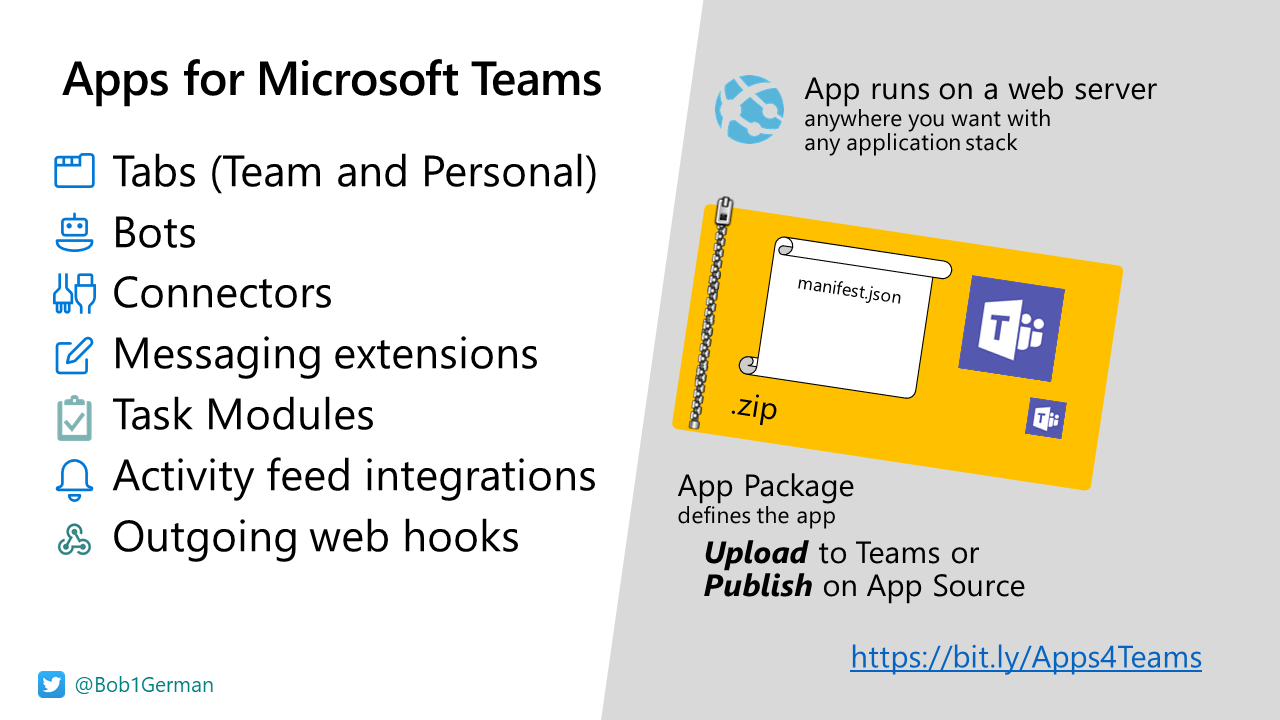 Apps for Microsoft Teams
Tabs (Team and Personal)
Bots
Connectors
Messaging extensions
Task Modules
Activity feed integrations
Outgoing web hooks
@Bob1German
App runs on a web server
anywhere you want with
any application stack
manifest.json
T
T
.zip
App Package
defines the app
Upload to Teams or
Publish on App Source
https://bit.ly/Apps4Teams